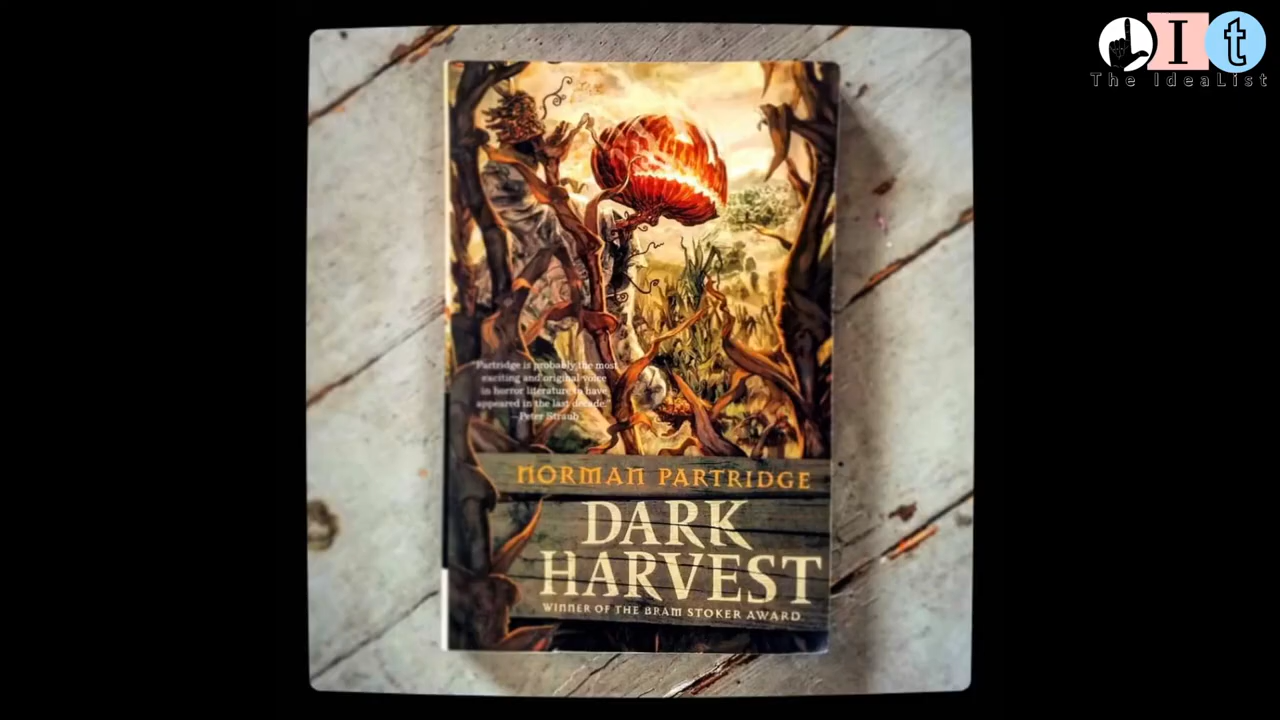 LIt
The IdeaList
"Partridge is probably the most
exciting and original voice
in horror literature to have
appeared in the last decade."
—Peter Straub
NORMAN PARTRIDGE
DARK
HARVEST
WINNER OF THE BRAM STOKER AWARD